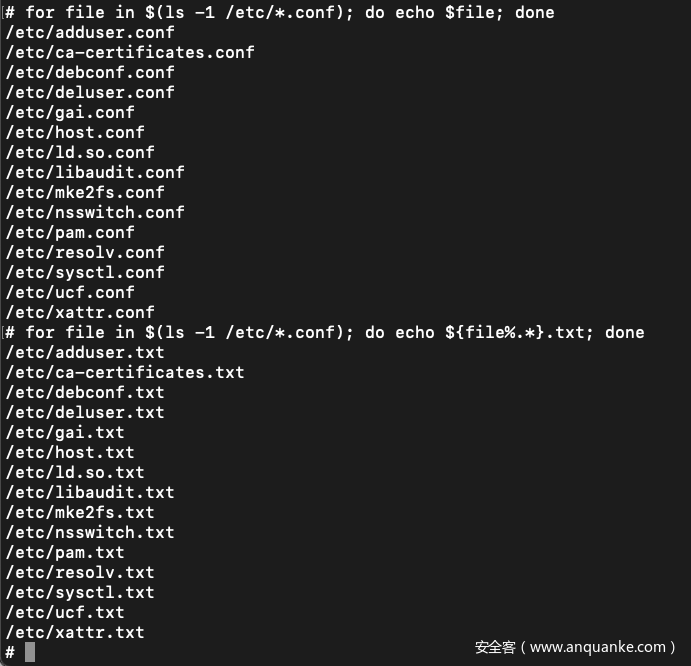 # for file in $(ls -1 /etc/*.conf); do echo $file; done
/etc/adduser.conf
/etc/ca-certificates.conf
/etc/debconf.conf
/etc/deluser.conf
/etc/gai.conf
/etc/host.conf
/etc/ld.so.conf
/etc/libaudit.conf
/etc/mke2fs.conf
/etc/nsswitch.conf
/etc/pam.conf
/etc/resolv.conf
/etc/sysctl.conf
/etc/ucf.conf
/etc/xattr.conf
# for file in $(ls -1 /etc/*.conf); do echo ${file%.*}.txt; done
/etc/adduser.txt
/etc/ca-certificates.txt
/etc/debconf.txt
/etc/deluser.txt
/etc/gai.txt
/etc/host.txt
/etc/ld.so.txt
/etc/libaudit.txt
/etc/mke2fs.txt
/etc/nsswitch.txt
/etc/pam.txt
/etc/resolv.txt
/etc/sysctl.txt
/etc/ucf.txt
/etc/xattr.txt
#
安全客（www.anquanke.com）